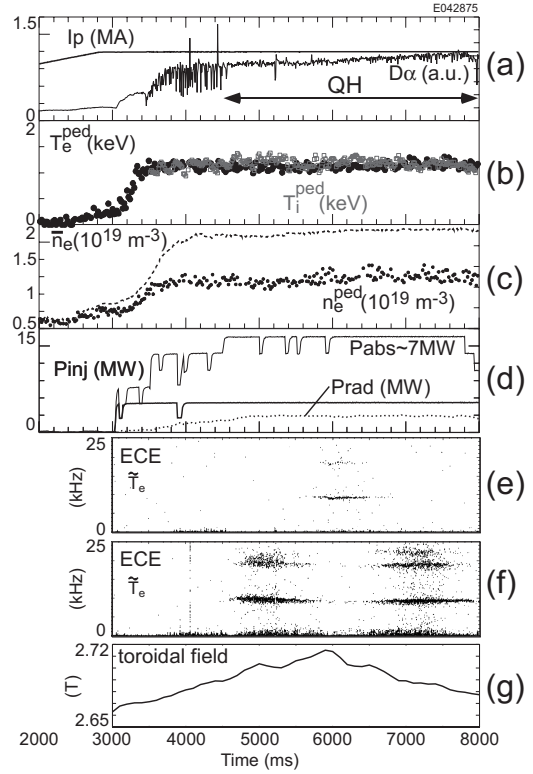 E042875
1.5
Ip (MA)
Dα (a.u.)
(a)
QH
0
2
T_e^ped (keV)
(b)
1
T_i^ped (keV)
0
2
n̅_e(10^19 m^-3)
1.5
(c)
1
n_e^ped(10^19 m^-3)
0.5
15
Pabs~7MW
Pinj (MW)
(d)
Prad (MW)
0
25
ECE
T̃_e
(kHz)
(e)
0
25
ECE
T̃_e
(kHz)
(f)
0
2.72
toroidal field
(T)
(g)
2.65
2000 3000 4000 5000 6000 7000 8000
Time (ms)